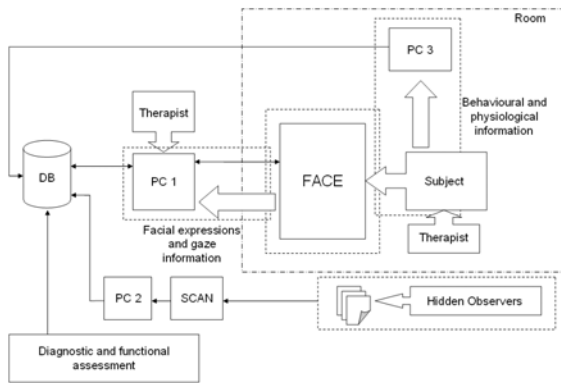 Room
PC 3
Therapist
Behavioural and
physiological
information
DB
PC 1
FACE
Subject
Facial expressions
and gaze
information
Therapist
PC 2
SCAN
Hidden Observers
Diagnostic and functional
assessment